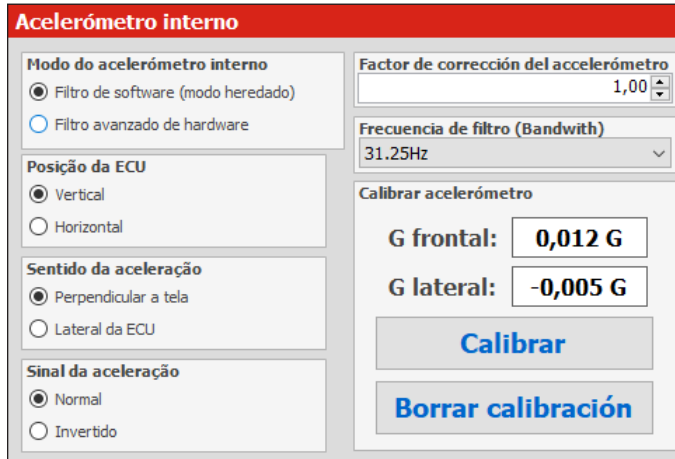 Acelerómetro interno
Modo do acelerómetro interno
Filtro de software (modo heredado)
Filtro avanzado de hardware
Posição da ECU
Vertical
Horizontal
Sentido da aceleração
Perpendicular a tela
Lateral da ECU
Sinal da aceleração
Normal
Invertido
Factor de corrección del accelerómetro
1,00
Frecuencia de filtro (Bandwith)
31.25Hz
Calibrar acelerómetro
G frontal: 0,012 G
G lateral: -0,005 G
Calibrar
Borrar calibración